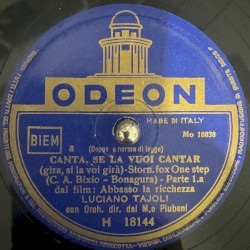 ODEON
MADE IN ITALY
Mo 10838
BIEM
a (Depos a norma di legge)
CANTA, SE LA VUOI CANTAR
(gira, si la voi girà) - Storn. fox One step
(C. A. Bixio - Bonagura) - Parte 1.a
dal film: Abbasso la ricchezza
LUCIANO TAJOLI
con Orch. dir. dal M.o Piubeni
H 18144